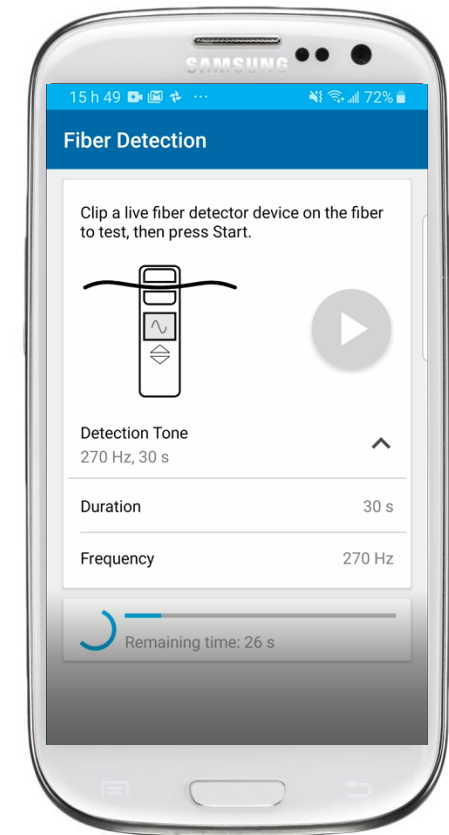 SAMSUNG
15 h 49 72%
Fiber Detection
Clip a live fiber detector device on the fiber
to test, then press Start.
Detection Tone
270 Hz, 30 s
Duration 30 s
Frequency 270 Hz
Remaining time: 26 s